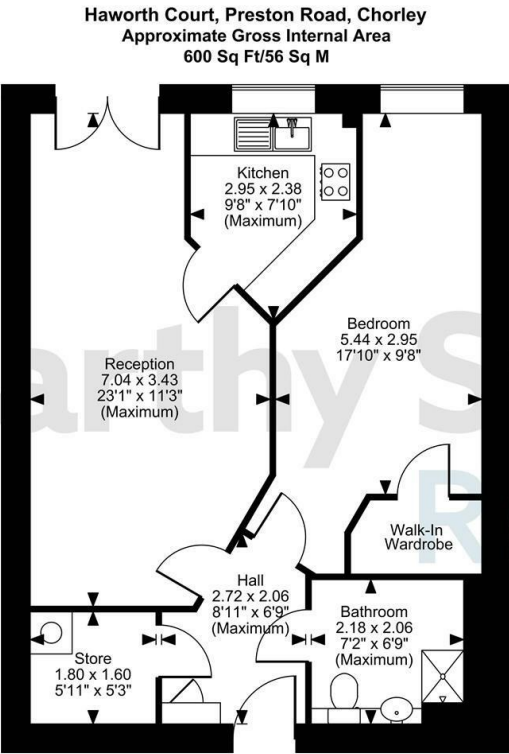 Haworth Court, Preston Road, Chorley
Approximate Gross Internal Area
600 Sq Ft/56 Sq M
Kitchen
2.95 x 2.38
9'8" x 7'10"
(Maximum)
Bedroom
5.44 x 2.95
17'10" x 9'8"
Reception
7.04 x 3.43
23'1" x 11'3"
(Maximum)
arthy S
R
Walk-In
Wardrobe
Hall
2.72 x 2.06
8'11" x 6'9"
(Maximum)
Bathroom
2.18 x 2.06
7'2" x 6'9"
(Maximum)
Store
1.80 x 1.60
5'11" x 5'3"